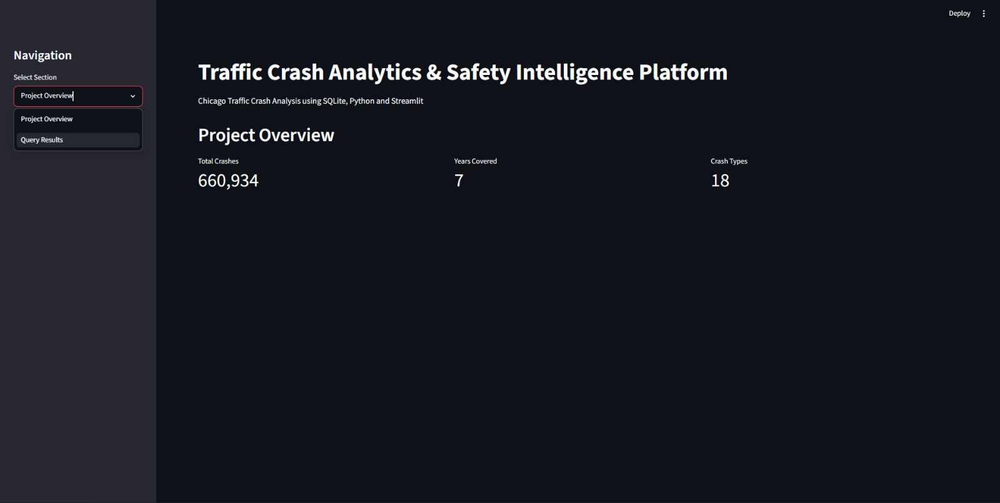 Deploy
Navigation
Select Section
Project Overview
Project Overview
Query Results
Traffic Crash Analytics & Safety Intelligence Platform
Chicago Traffic Crash Analysis using SQLite, Python and Streamlit
Project Overview
Total Crashes
660,934
Years Covered
7
Crash Types
18